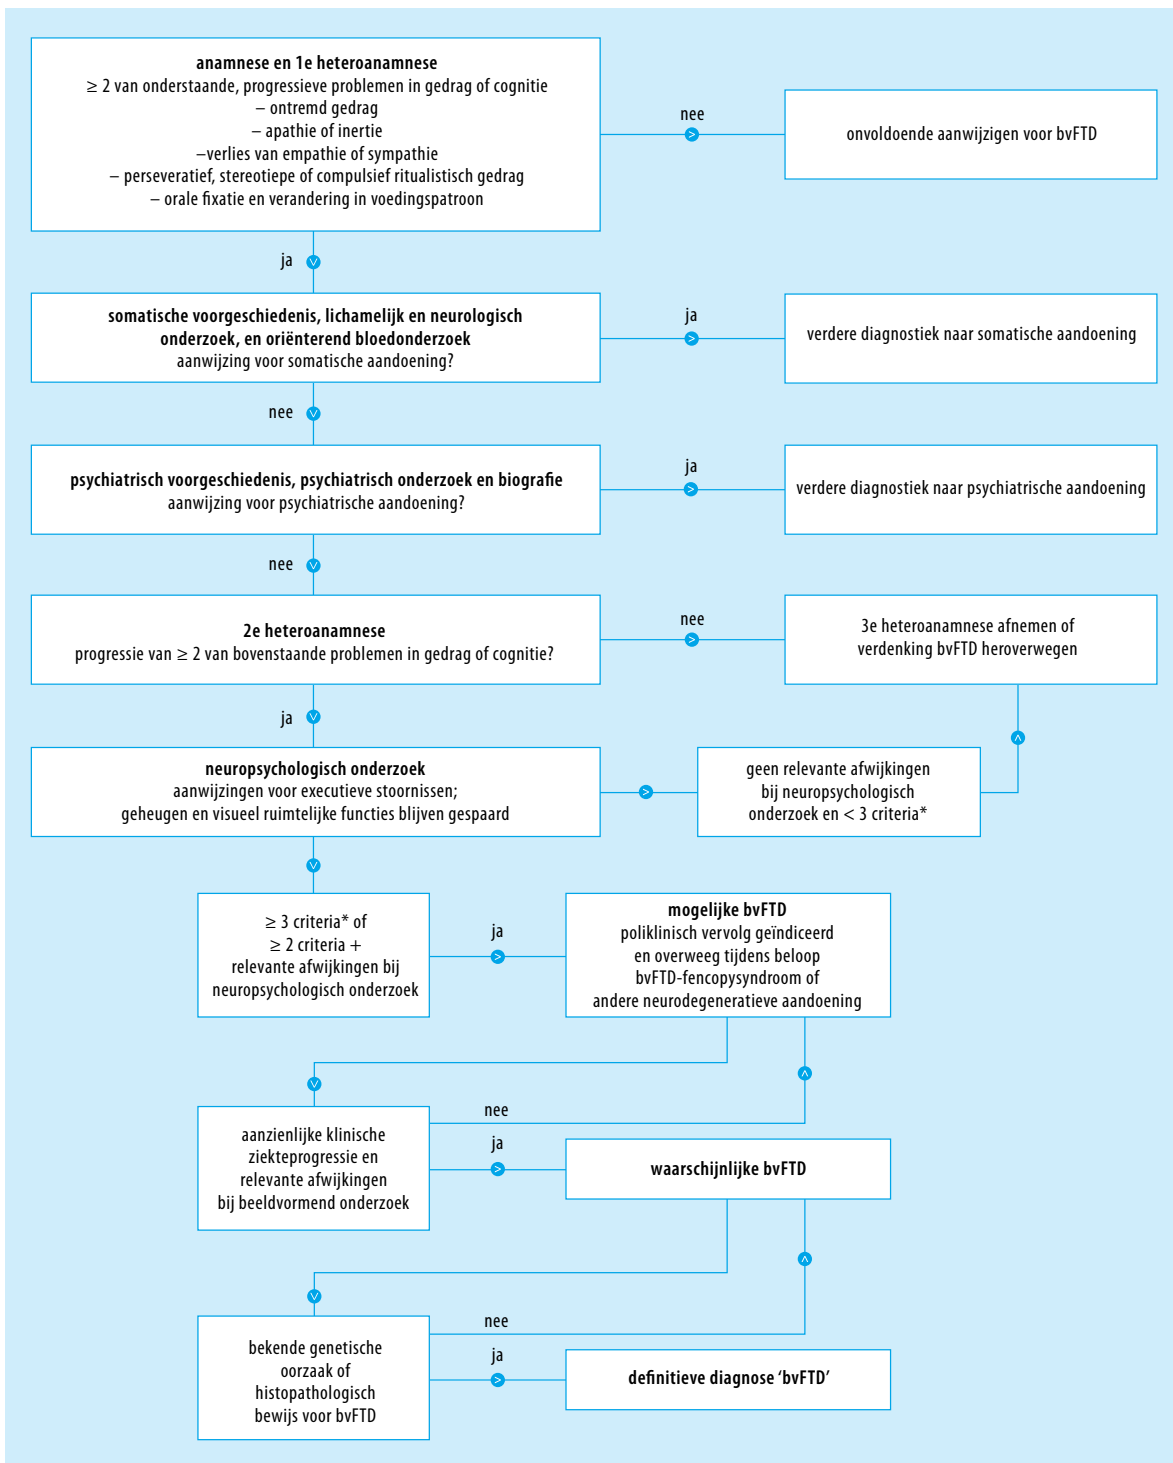 anamnese en 1e heteroanamnese
≥ 2 van onderstaande, progressieve problemen in gedrag of cognitie
– ontremd gedrag
– apathie of inertie
–verlies van empathie of sympathie
– perseveratief, stereotiepe of compulsief ritualistisch gedrag
– orale fixatie en verandering in voedingspatroon
nee
onvoldoende aanwijzigen voor bvFTD
ja
somatische voorgeschiedenis, lichamelijk en neurologisch
onderzoek, en oriënterend bloedonderzoek
aanwijzing voor somatische aandoening?
ja
verdere diagnostiek naar somatische aandoening
nee
psychiatrisch voorgeschiedenis, psychiatrisch onderzoek en biografie
aanwijzing voor psychiatrische aandoening?
ja
verdere diagnostiek naar psychiatrische aandoening
nee
2e heteroanamnese
progressie van ≥ 2 van bovenstaande problemen in gedrag of cognitie?
nee
3e heteroanamnese afnemen of
verdenking bvFTD heroverwegen
ja
neuropsychologisch onderzoek
aanwijzingen voor executieve stoornissen;
geheugen en visueel ruimtelijke functies blijven gespaard
geen relevante afwijkingen
bij neuropsychologisch
onderzoek en < 3 criteria*
≥ 3 criteria* of
≥ 2 criteria +
relevante afwijkingen bij
neuropsychologisch onderzoek
ja
mogelijke bvFTD
poliklinisch vervolg geïndiceerd
en overweeg tijdens beloop
bvFTD-fencopysyndroom of
andere neurodegeneratieve aandoening
aanzienlijke klinische
ziekteprogressie en
relevante afwijkingen
bij beeldvormend onderzoek
nee
ja
waarschijnlijke bvFTD
bekende genetische
oorzaak of
histopathologisch
bewijs voor bvFTD
nee
ja
definitieve diagnose ‘bvFTD’